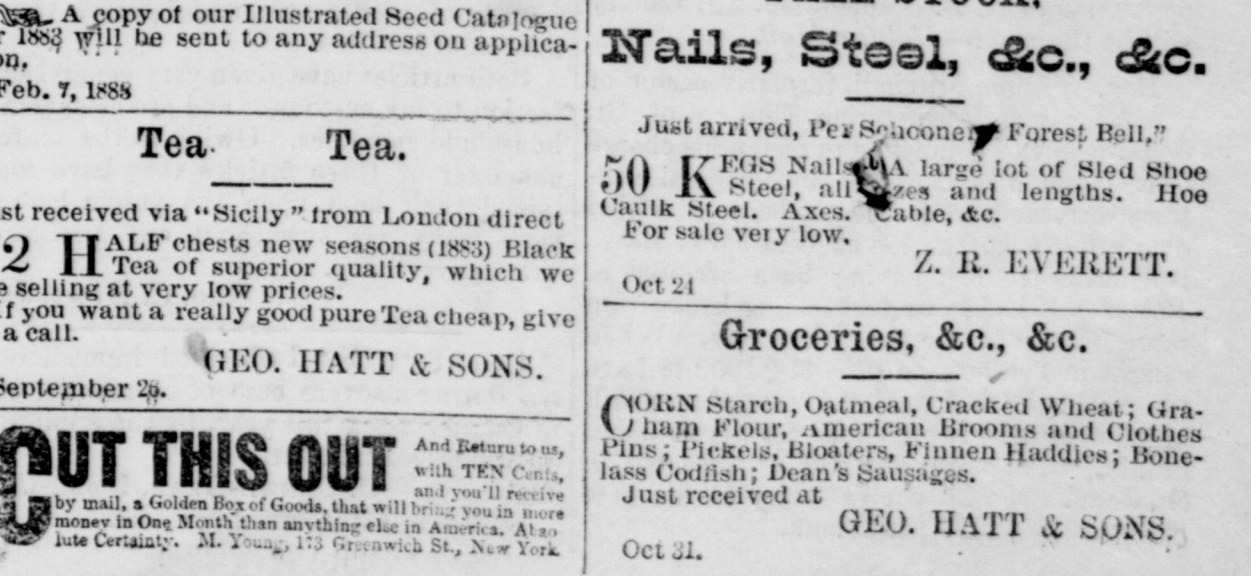 A copy of our Illustrated Seed Catalogue
1883 will be sent to any address on applica-
on,
Feb. 7, 1888
Tea. Tea.
st received via "Sicily" from London direct
2 HALF chests new seasons (1883) Black
Tea of superior quality, which we
e selling at very low prices.
f you want a really good pure Tea cheap, give
a call.
GEO. HATT & SONS.
September 26.
CUT THIS OUT And Return to us,
with TEN Cents,
and you'll receive
by mail, a Golden Box of Goods, that will bring you in more
money in One Month than anything else in America. Abso
lute Certainty. M. Young, 173 Greenwich St., New York
Nails, Steel, &c., &c.
Just arrived, Per Schooner "Forest Bell,"
50 KEGS Nails A large lot of Sled Shoe
Steel, all sizes and lengths. Hoe
Caulk Steel. Axes. Cable, &c.
For sale very low.
Z. R. EVERETT.
Oct 24
Groceries, &c., &c.
CORN Starch, Oatmeal, Cracked Wheat; Gra-
ham Flour, American Brooms and Clothes
Pins; Pickels, Bloaters, Finnen Haddies; Bone-
lass Codfish; Dean's Sausages.
Just received at
GEO. HATT & SONS.
Oct 31.